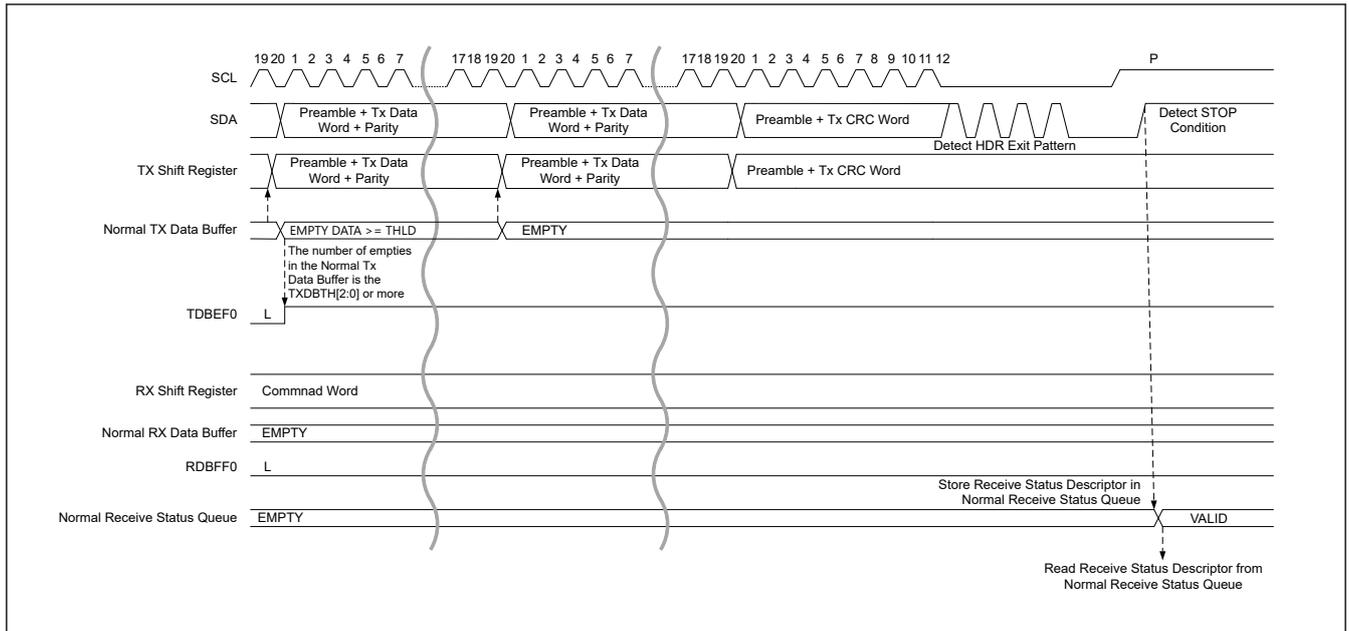 19 20 1 2 3 4 5 6 7 17 18 19 20 1 2 3 4 5 6 7 17 18 19 20 1 2 3 4 5 6 7 8 9 10 11 12 P
SCL
SDA
Preamble + Tx Data
Word + Parity
Preamble + Tx Data
Word + Parity
Preamble + Tx CRC Word
Detect STOP
Condition
Detect HDR Exit Pattern
TX Shift Register
Preamble + Tx Data
Word + Parity
Preamble + Tx Data
Word + Parity
Preamble + Tx CRC Word
Normal TX Data Buffer
EMPTY DATA >= THLD
EMPTY
The number of empties
in the Normal Tx
Data Buffer is the
TXDBTH[2:0] or more
TDBEF0
L
RX Shift Register
Commnad Word
Normal RX Data Buffer
EMPTY
RDBFF0
L
Store Receive Status Descriptor in
Normal Receive Status Queue
Normal Receive Status Queue
EMPTY
VALID
Read Receive Status Descriptor from
Normal Receive Status Queue